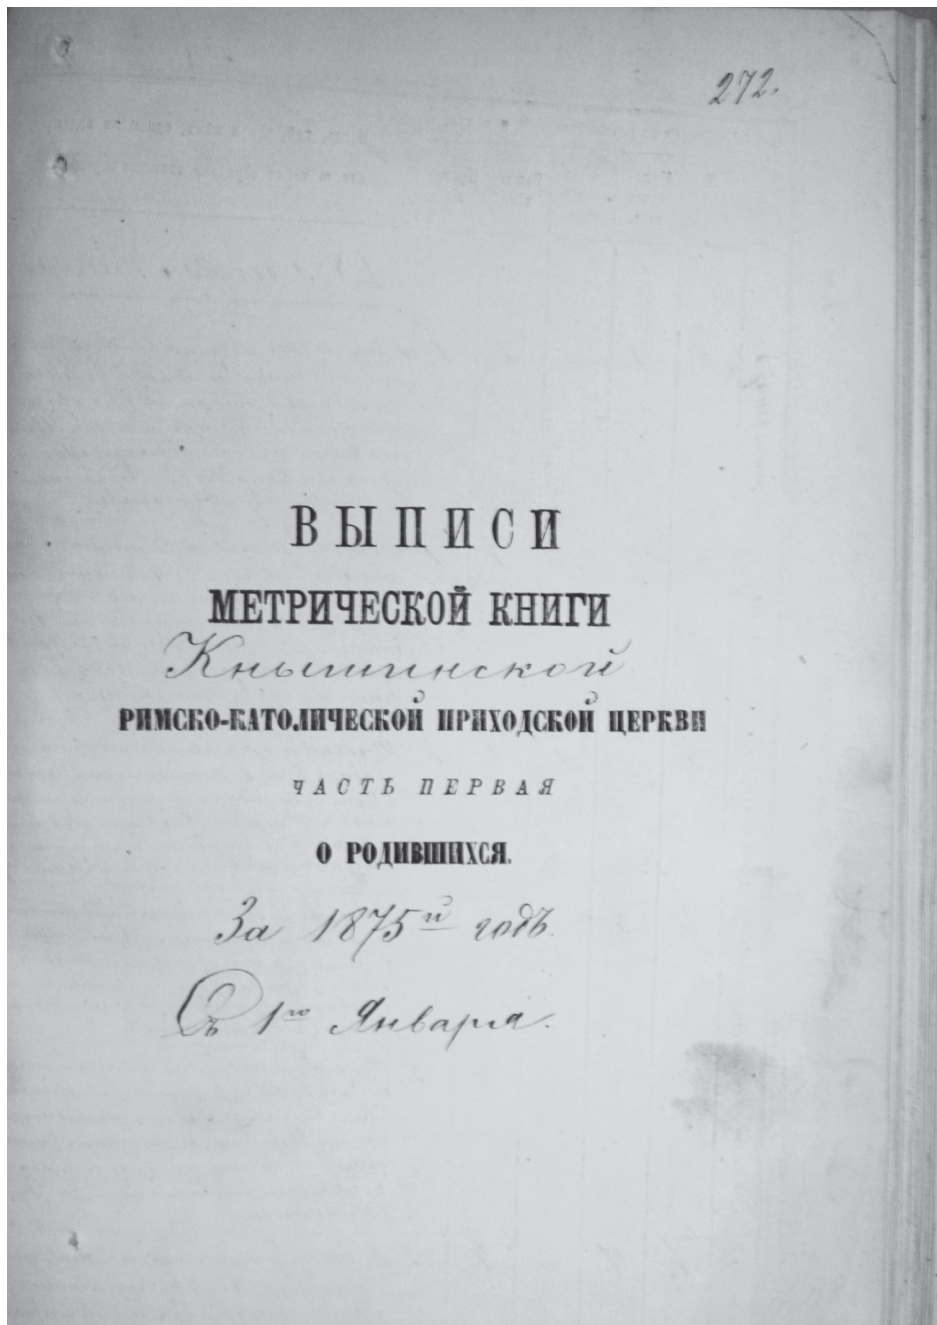 272.
ВЫПИСИ
МЕТРИЧЕСКОЙ КНИГИ
Кнышинской
РИМСКО-КАТОЛИЧЕСКОЙ ПРИХОДСКОЙ ЦЕРКВИ
ЧАСТЬ ПЕРВАЯ
О РОДИВШИХСЯ.
За 1875й годъ.
Съ 1го Января.